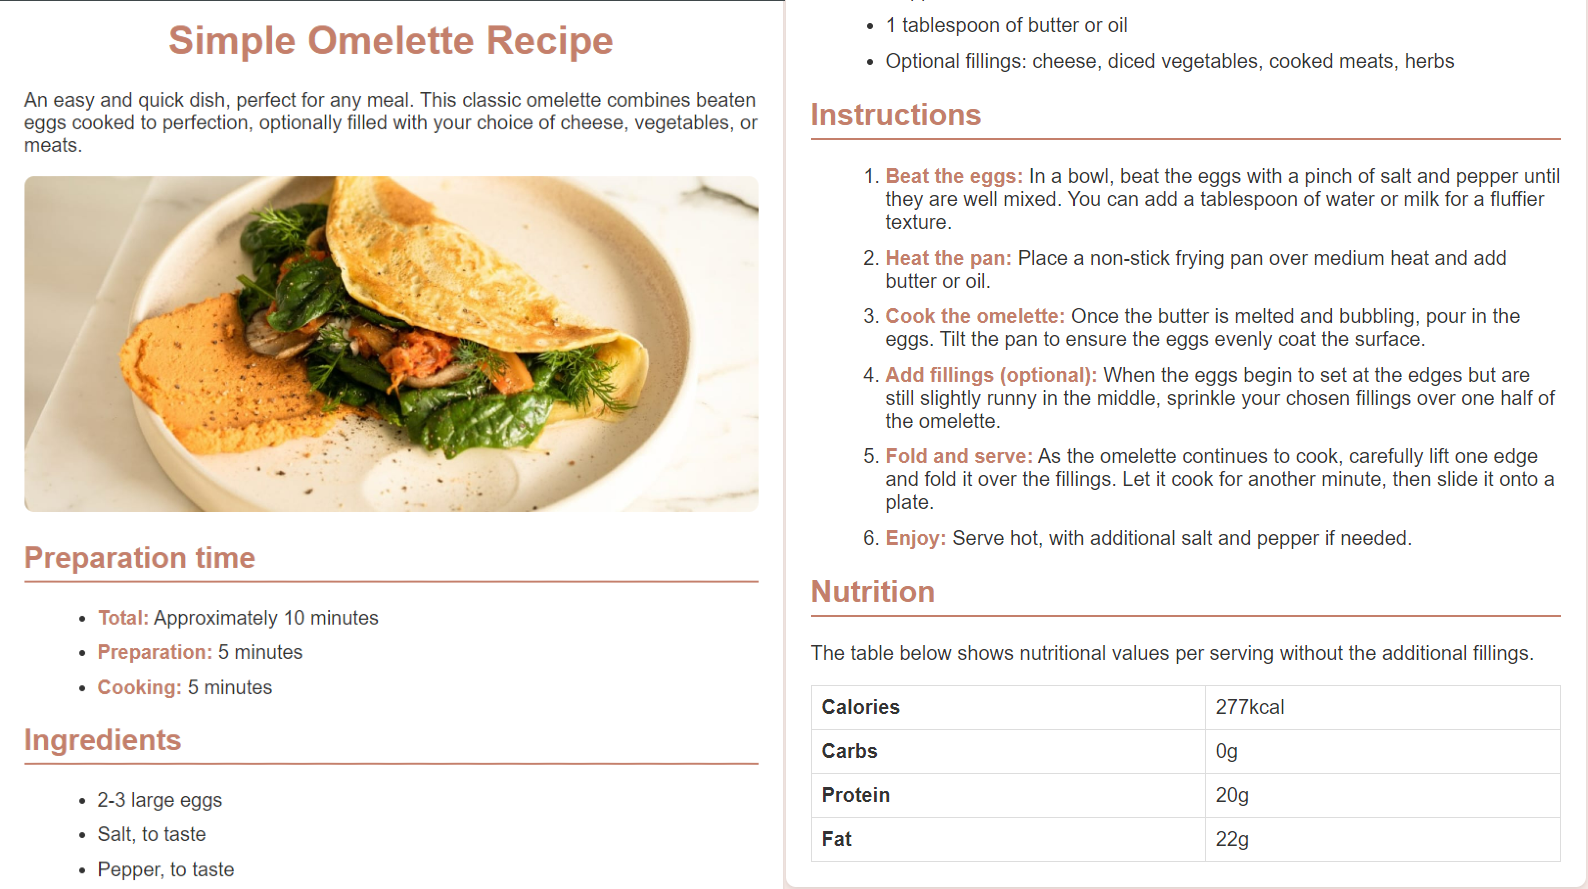 Simple Omelette Recipe
An easy and quick dish, perfect for any meal. This classic omelette combines beaten
eggs cooked to perfection, optionally filled with your choice of cheese, vegetables, or
meats.
Preparation time
Total: Approximately 10 minutes
Preparation: 5 minutes
Cooking: 5 minutes
Ingredients
2-3 large eggs
Salt, to taste
Pepper, to taste
1 tablespoon of butter or oil
Optional fillings: cheese, diced vegetables, cooked meats, herbs
Instructions
1. Beat the eggs: In a bowl, beat the eggs with a pinch of salt and pepper until
they are well mixed. You can add a tablespoon of water or milk for a fluffier
texture.
2. Heat the pan: Place a non-stick frying pan over medium heat and add
butter or oil.
3. Cook the omelette: Once the butter is melted and bubbling, pour in the
eggs. Tilt the pan to ensure the eggs evenly coat the surface.
4. Add fillings (optional): When the eggs begin to set at the edges but are
still slightly runny in the middle, sprinkle your chosen fillings over one half of
the omelette.
5. Fold and serve: As the omelette continues to cook, carefully lift one edge
and fold it over the fillings. Let it cook for another minute, then slide it onto a
plate.
6. Enjoy: Serve hot, with additional salt and pepper if needed.
Nutrition
The table below shows nutritional values per serving without the additional fillings.
Calories 277kcal
Carbs 0g
Protein 20g
Fat 22g